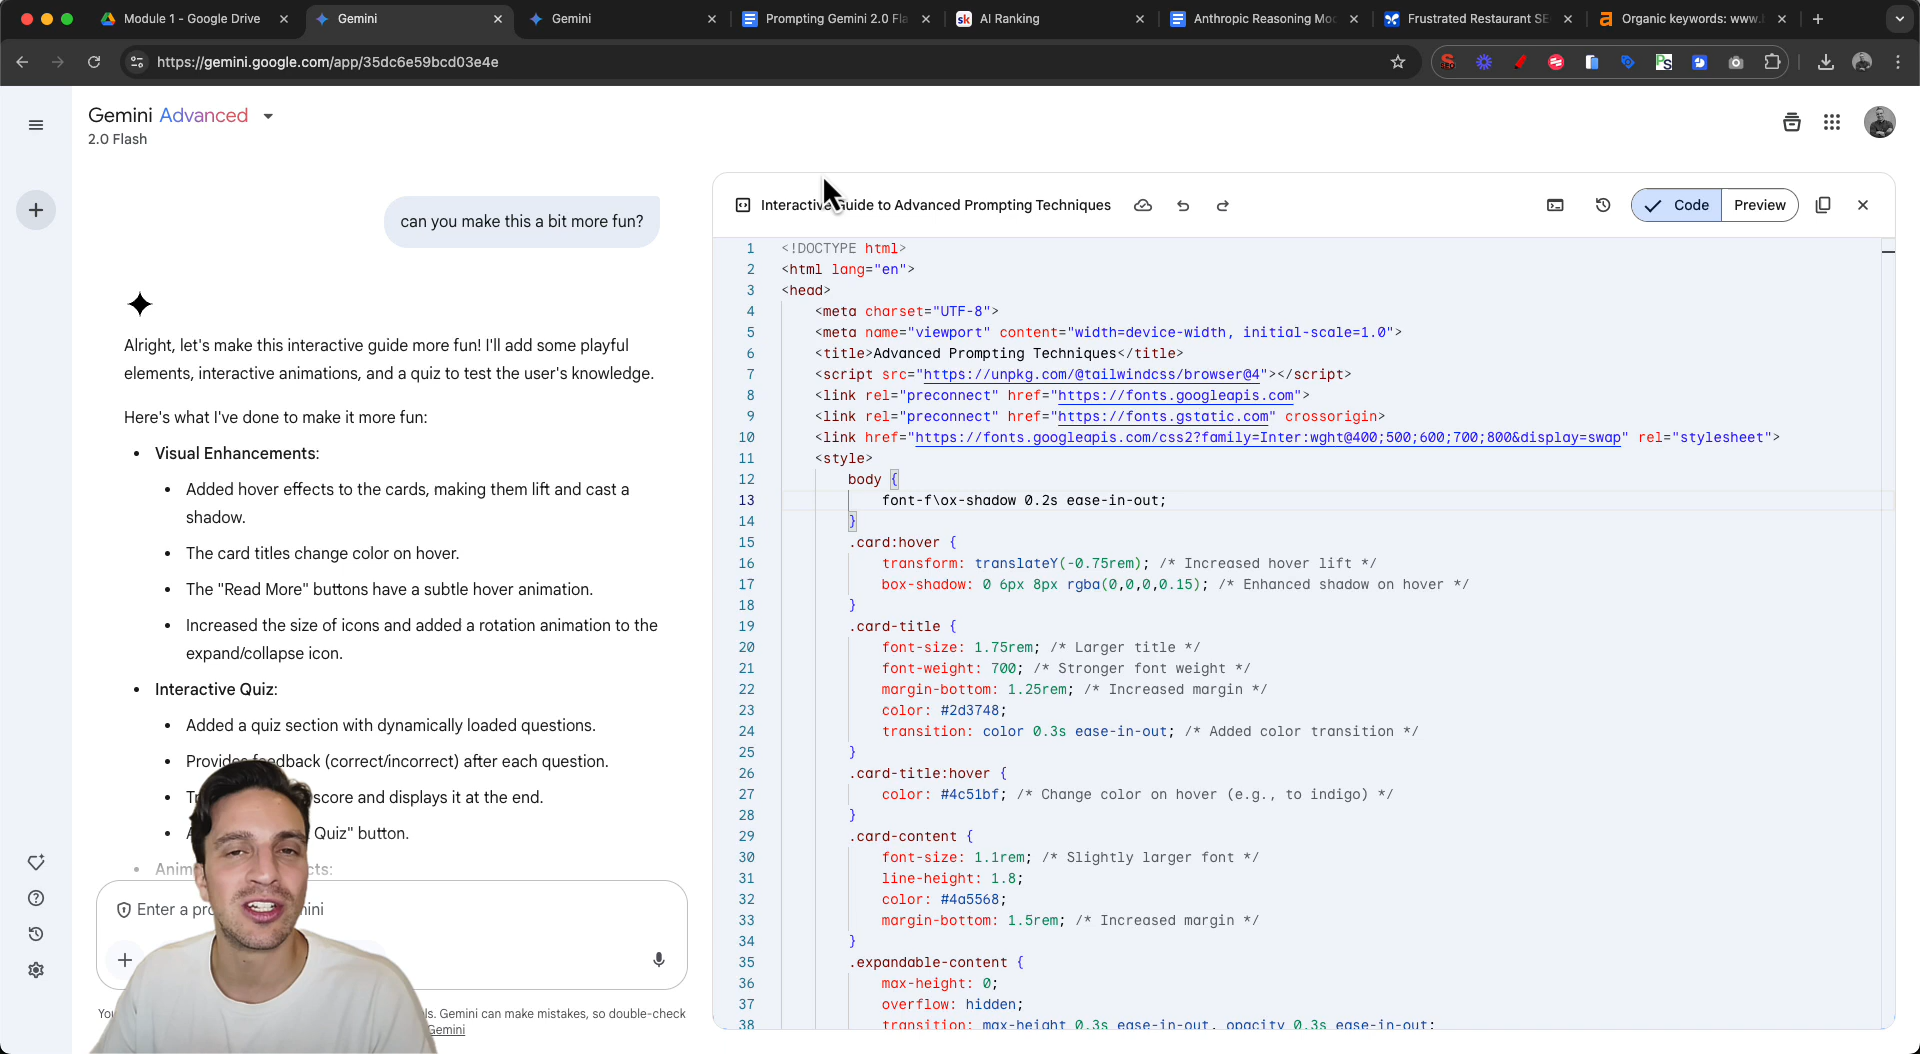 Module 1 - Google Drive
Gemini
Gemini
Prompting Gemini 2.0 Fla
AI Ranking
Anthropic Reasoning Mod
Frustrated Restaurant SE
Organic keywords: www.
https://gemini.google.com/app/35dc6e59bcd03e4e
Gemini Advanced
2.0 Flash
can you make this a bit more fun?
Alright, let's make this interactive guide more fun! I'll add some playful
elements, interactive animations, and a quiz to test the user's knowledge.
Here's what I've done to make it more fun:
• Visual Enhancements:
• Added hover effects to the cards, making them lift and cast a
shadow.
• The card titles change color on hover.
• The "Read More" buttons have a subtle hover animation.
• Increased the size of icons and added a rotation animation to the
expand/collapse icon.
• Interactive Quiz:
• Added a quiz section with dynamically loaded questions.
• Provides feedback (correct/incorrect) after each question.
• score and displays it at the end.
• Quiz" button.
Enter a
Gemini can make mistakes, so double-check
Gemini
Interactive Guide to Advanced Prompting Techniques
Code
Preview
1 <!DOCTYPE html>
2 <html lang="en">
3 <head>
4 <meta charset="UTF-8">
5 <meta name="viewport" content="width=device-width, initial-scale=1.0">
6 <title>Advanced Prompting Techniques</title>
7 <script src="https://unpkg.com/@tailwindcss/browser@4"></script>
8 <link rel="preconnect" href="https://fonts.googleapis.com">
9 <link rel="preconnect" href="https://fonts.gstatic.com" crossorigin>
10 <link href="https://fonts.googleapis.com/css2?family=Inter:wght@400;500;600;700;800&display=swap" rel="stylesheet">
11 <style>
12 body {
13 font-f\ox-shadow 0.2s ease-in-out;
14 }
15 .card:hover {
16 transform: translateY(-0.75rem); /* Increased hover lift */
17 box-shadow: 0 6px 8px rgba(0,0,0,0.15); /* Enhanced shadow on hover */
18 }
19 .card-title {
20 font-size: 1.75rem; /* Larger title */
21 font-weight: 700; /* Stronger font weight */
22 margin-bottom: 1.25rem; /* Increased margin */
23 color: #2d3748;
24 transition: color 0.3s ease-in-out; /* Added color transition */
25 }
26 .card-title:hover {
27 color: #4c51bf; /* Change color on hover (e.g., to indigo) */
28 }
29 .card-content {
30 font-size: 1.1rem; /* Slightly larger font */
31 line-height: 1.8;
32 color: #4a5568;
33 margin-bottom: 1.5rem; /* Increased margin */
34 }
35 .expandable-content {
36 max-height: 0;
37 overflow: hidden;
38 transition: max-height 0.3s ease-in-out, opacity 0.3s ease-in-out;